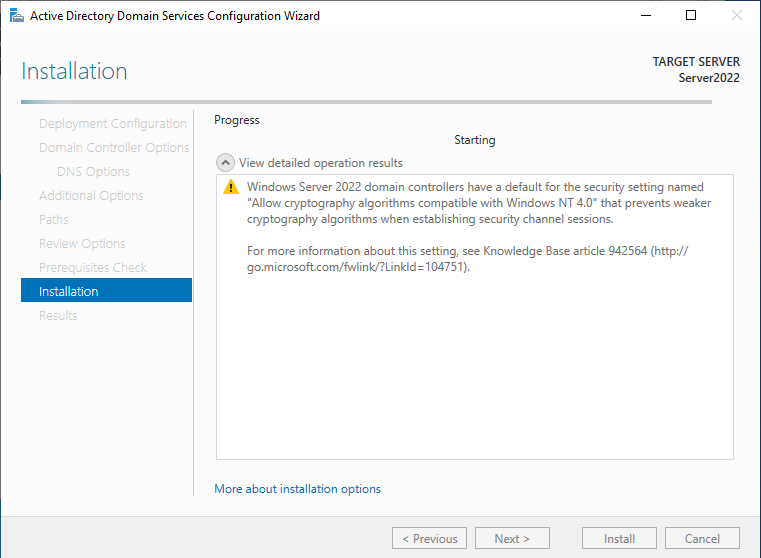 Active Directory Domain Services Configuration Wizard
Installation
TARGET SERVER
Server2022
Deployment Configuration
Domain Controller Options
DNS Options
Additional Options
Paths
Review Options
Prerequisites Check
Installation
Results
Progress
Starting
View detailed operation results
Windows Server 2022 domain controllers have a default for the security setting named
"Allow cryptography algorithms compatible with Windows NT 4.0" that prevents weaker
cryptography algorithms when establishing security channel sessions.
For more information about this setting, see Knowledge Base article 942564 (http://
go.microsoft.com/fwlink/?LinkId=104751).
More about installation options
< Previous
Next >
Install
Cancel